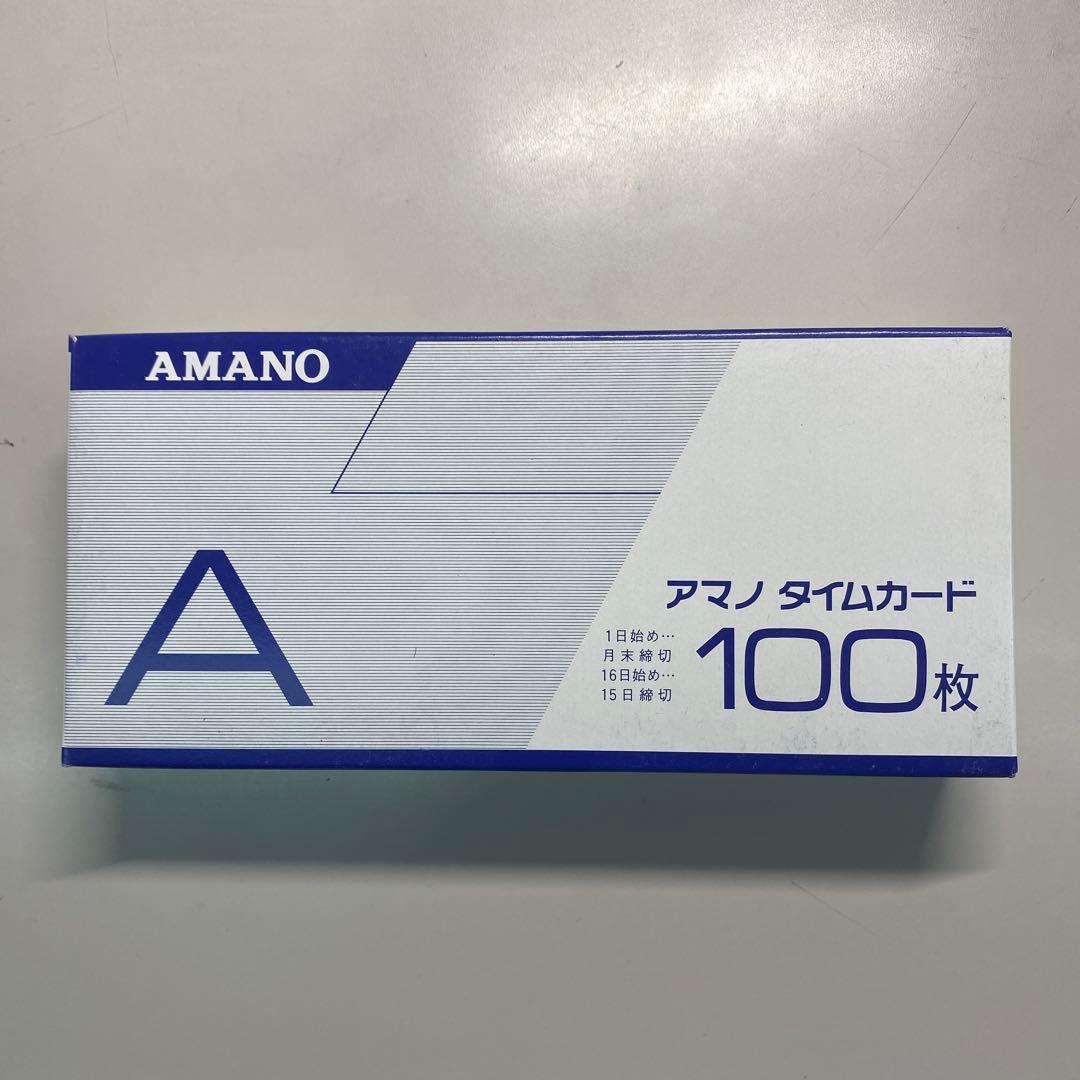 AMANO
A
アマノ タイムカード
1日始め…
月末締切
16日始め…
15日締切
100枚